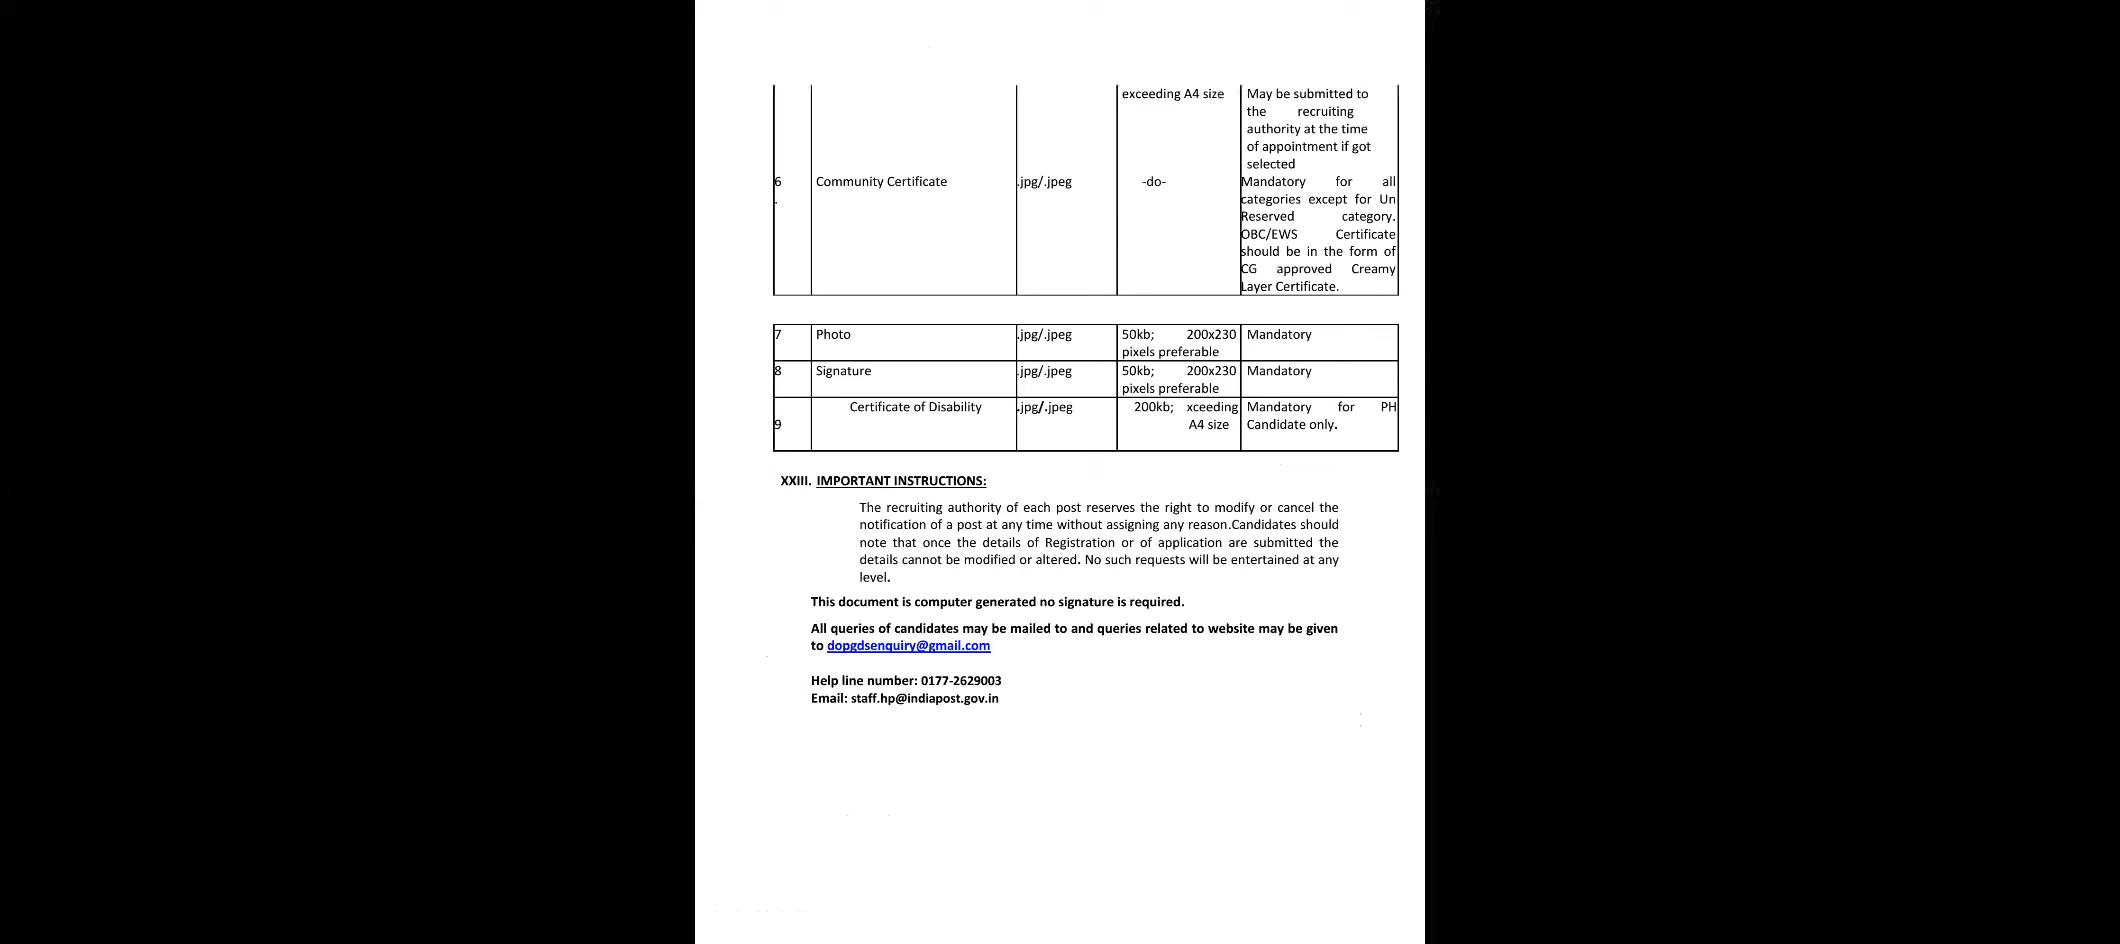 exceeding A4 size May be submitted to
the recruiting
authority at the time
of appointment if got
selected
6 Community Certificate .jpg/.jpeg -do- Mandatory for all
. categories except for Un
Reserved category.
OBC/EWS Certificate
should be in the form of
CG approved Creamy
Layer Certificate.
7 Photo .jpg/.jpeg 50kb; 200x230 Mandatory
pixels preferable
8 Signature .jpg/.jpeg 50kb; 200x230 Mandatory
pixels preferable
Certificate of Disability .jpg/.jpeg 200kb; xceeding Mandatory for PH
9 A4 size Candidate only.
XXIII. IMPORTANT INSTRUCTIONS:
The recruiting authority of each post reserves the right to modify or cancel the
notification of a post at any time without assigning any reason.Candidates should
note that once the details of Registration or of application are submitted the
details cannot be modified or altered. No such requests will be entertained at any
level.
This document is computer generated no signature is required.
All queries of candidates may be mailed to and queries related to website may be given
to dopgdsenquiry@gmail.com
Help line number: 0177-2629003
Email: staff.hp@indiapost.gov.in